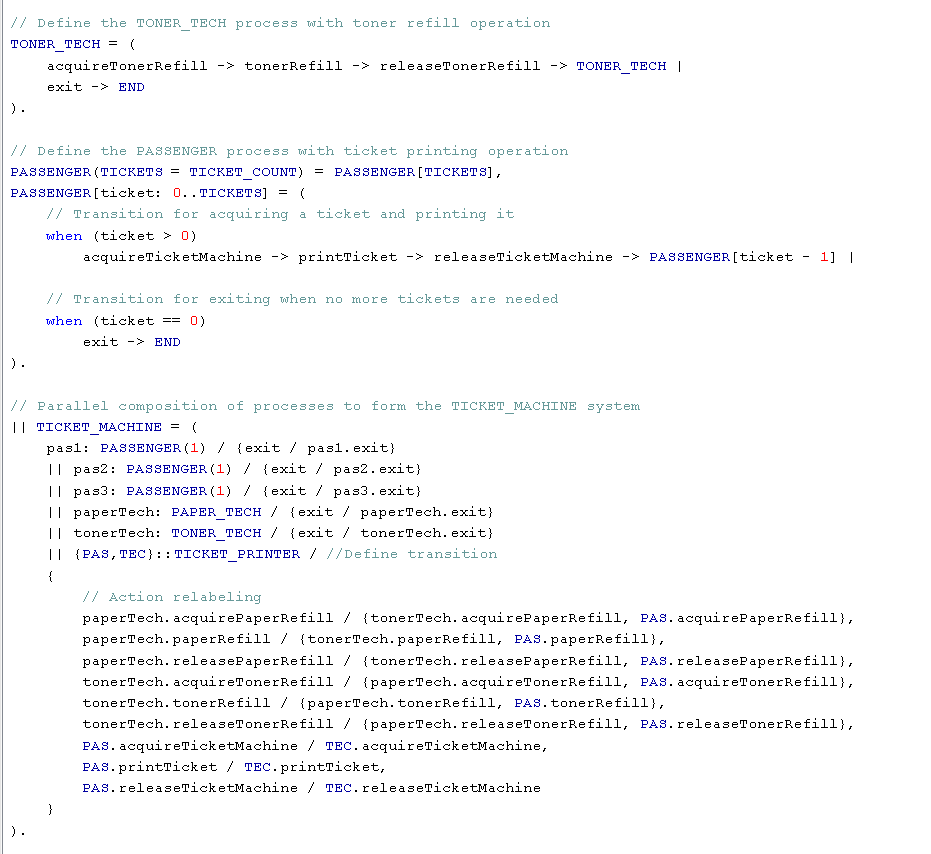 // Define the TONER_TECH process with toner refill operation
TONER_TECH = (
    acquireTonerRefill -> tonerRefill -> releaseTonerRefill -> TONER_TECH |
    exit -> END
).

// Define the PASSENGER process with ticket printing operation
PASSENGER(TICKETS = TICKET_COUNT) = PASSENGER[TICKETS],
PASSENGER[ticket: 0..TICKETS] = (
    // Transition for acquiring a ticket and printing it
    when (ticket > 0)
        acquireTicketMachine -> printTicket -> releaseTicketMachine -> PASSENGER[ticket - 1] |

    // Transition for exiting when no more tickets are needed
    when (ticket == 0)
        exit -> END
).

// Parallel composition of processes to form the TICKET_MACHINE system
|| TICKET_MACHINE = (
    pas1: PASSENGER(1) / {exit / pas1.exit}
    || pas2: PASSENGER(1) / {exit / pas2.exit}
    || pas3: PASSENGER(1) / {exit / pas3.exit}
    || paperTech: PAPER_TECH / {exit / paperTech.exit}
    || tonerTech: TONER_TECH / {exit / tonerTech.exit}
    || {PAS,TEC}::TICKET_PRINTER / //Define transition
    {
        // Action relabeling
        paperTech.acquirePaperRefill / {tonerTech.acquirePaperRefill, PAS.acquirePaperRefill},
        paperTech.paperRefill / {tonerTech.paperRefill, PAS.paperRefill},
        paperTech.releasePaperRefill / {tonerTech.releasePaperRefill, PAS.releasePaperRefill},
        tonerTech.acquireTonerRefill / {paperTech.acquireTonerRefill, PAS.acquireTonerRefill},
        tonerTech.tonerRefill / {paperTech.tonerRefill, PAS.tonerRefill},
        tonerTech.releaseTonerRefill / {paperTech.releaseTonerRefill, PAS.releaseTonerRefill},
        PAS.acquireTicketMachine / TEC.acquireTicketMachine,
        PAS.printTicket / TEC.printTicket,
        PAS.releaseTicketMachine / TEC.releaseTicketMachine
    }
).